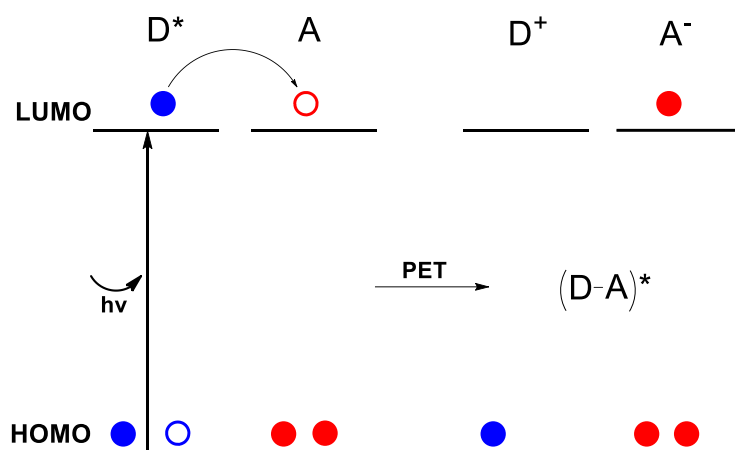 D* A D+ A-
LUMO
PET
hv
(D-A)*
HOMO